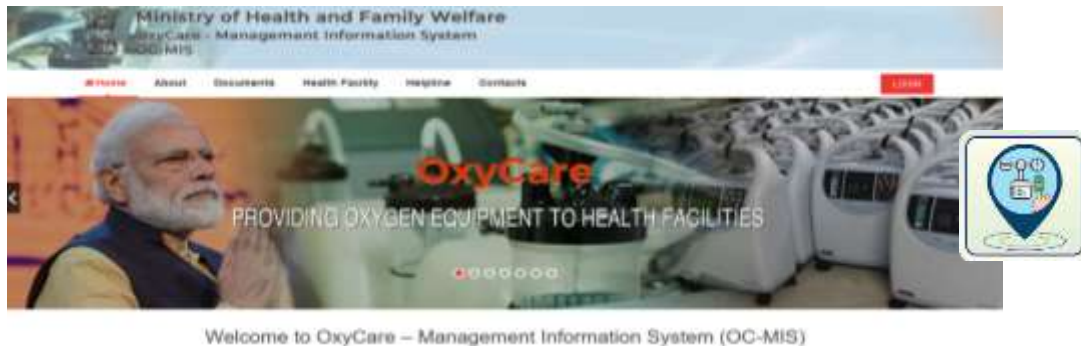 Ministry of Health and Family Welfare
OxyCare - Management Information System
OC-MIS
Home About Documents Health Facility Helpline Contacts
LOGIN
OxyCare
PROVIDING OXYGEN EQUIPMENT TO HEALTH FACILITIES
Welcome to OxyCare – Management Information System (OC-MIS)